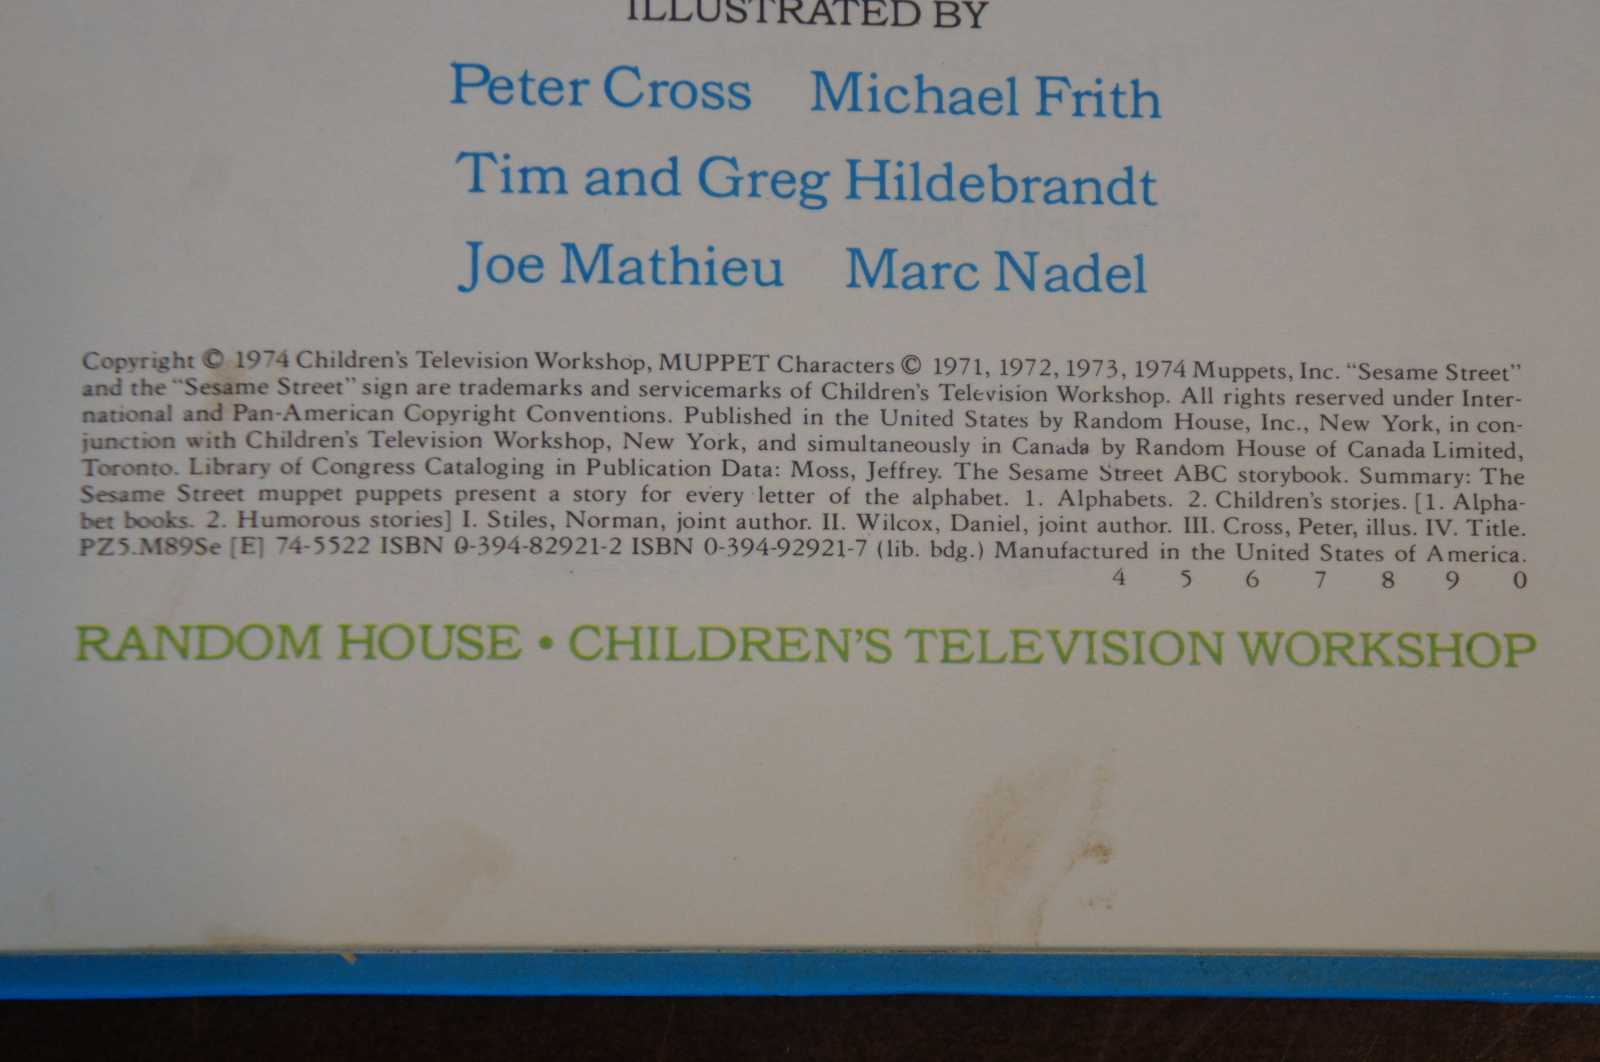 ILLUSTRATED BY
Peter Cross Michael Frith
Tim and Greg Hildebrandt
Joe Mathieu Marc Nadel
Copyright © 1974 Children's Television Workshop, MUPPET Characters © 1971, 1972, 1973, 1974 Muppets, Inc. "Sesame Street"
and the "Sesame Street" sign are trademarks and servicemarks of Children's Television Workshop. All rights reserved under Inter-
national and Pan-American Copyright Conventions. Published in the United States by Random House, Inc., New York, in con-
junction with Children's Television Workshop, New York, and simultaneously in Canada by Random House of Canada Limited,
Toronto. Library of Congress Cataloging in Publication Data: Moss, Jeffrey. The Sesame Street ABC storybook. Summary: The
Sesame Street muppet puppets present a story for every letter of the alphabet. 1. Alphabets. 2. Children's stories. [1. Alpha-
bet books. 2. Humorous stories] I. Stiles, Norman, joint author. II. Wilcox, Daniel, joint author. III. Cross, Peter, illus. IV. Title.
PZ5.M89Se [E] 74-5522 ISBN 0-394-82921-2 ISBN 0-394-92921-7 (lib. bdg.) Manufactured in the United States of America.
4 5 6 7 8 9 0
RANDOM HOUSE • CHILDREN'S TELEVISION WORKSHOP